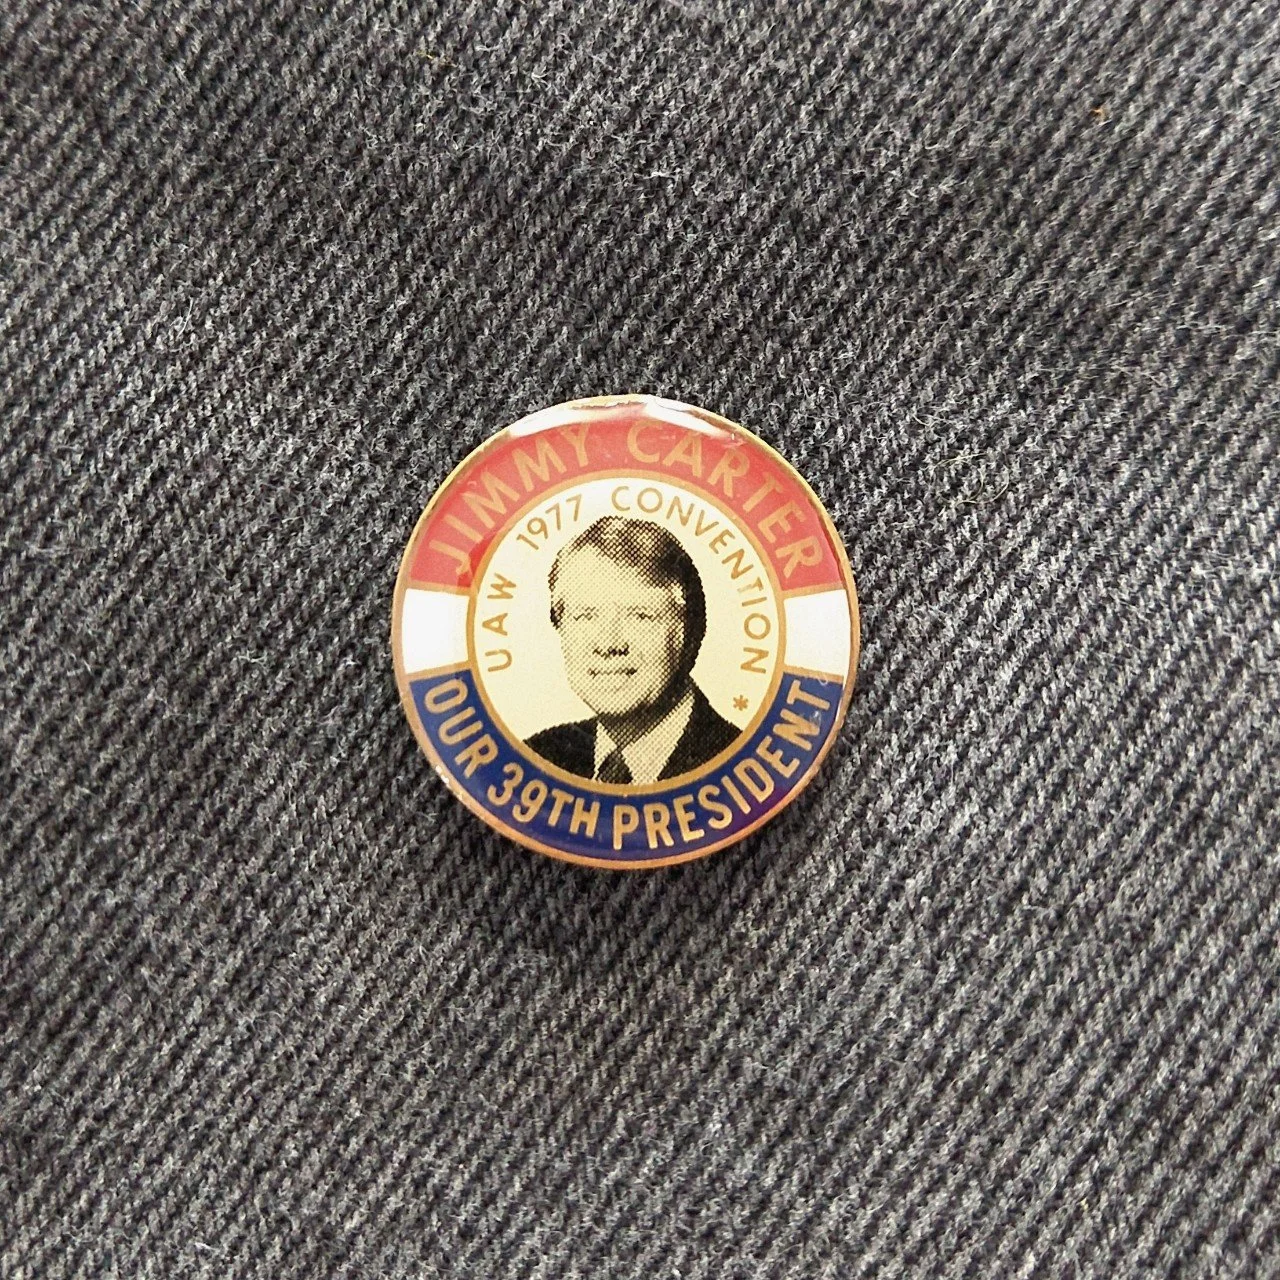 JIMMY CARTER
UAW 1977 CONVENTION *
OUR 39TH PRESIDENT